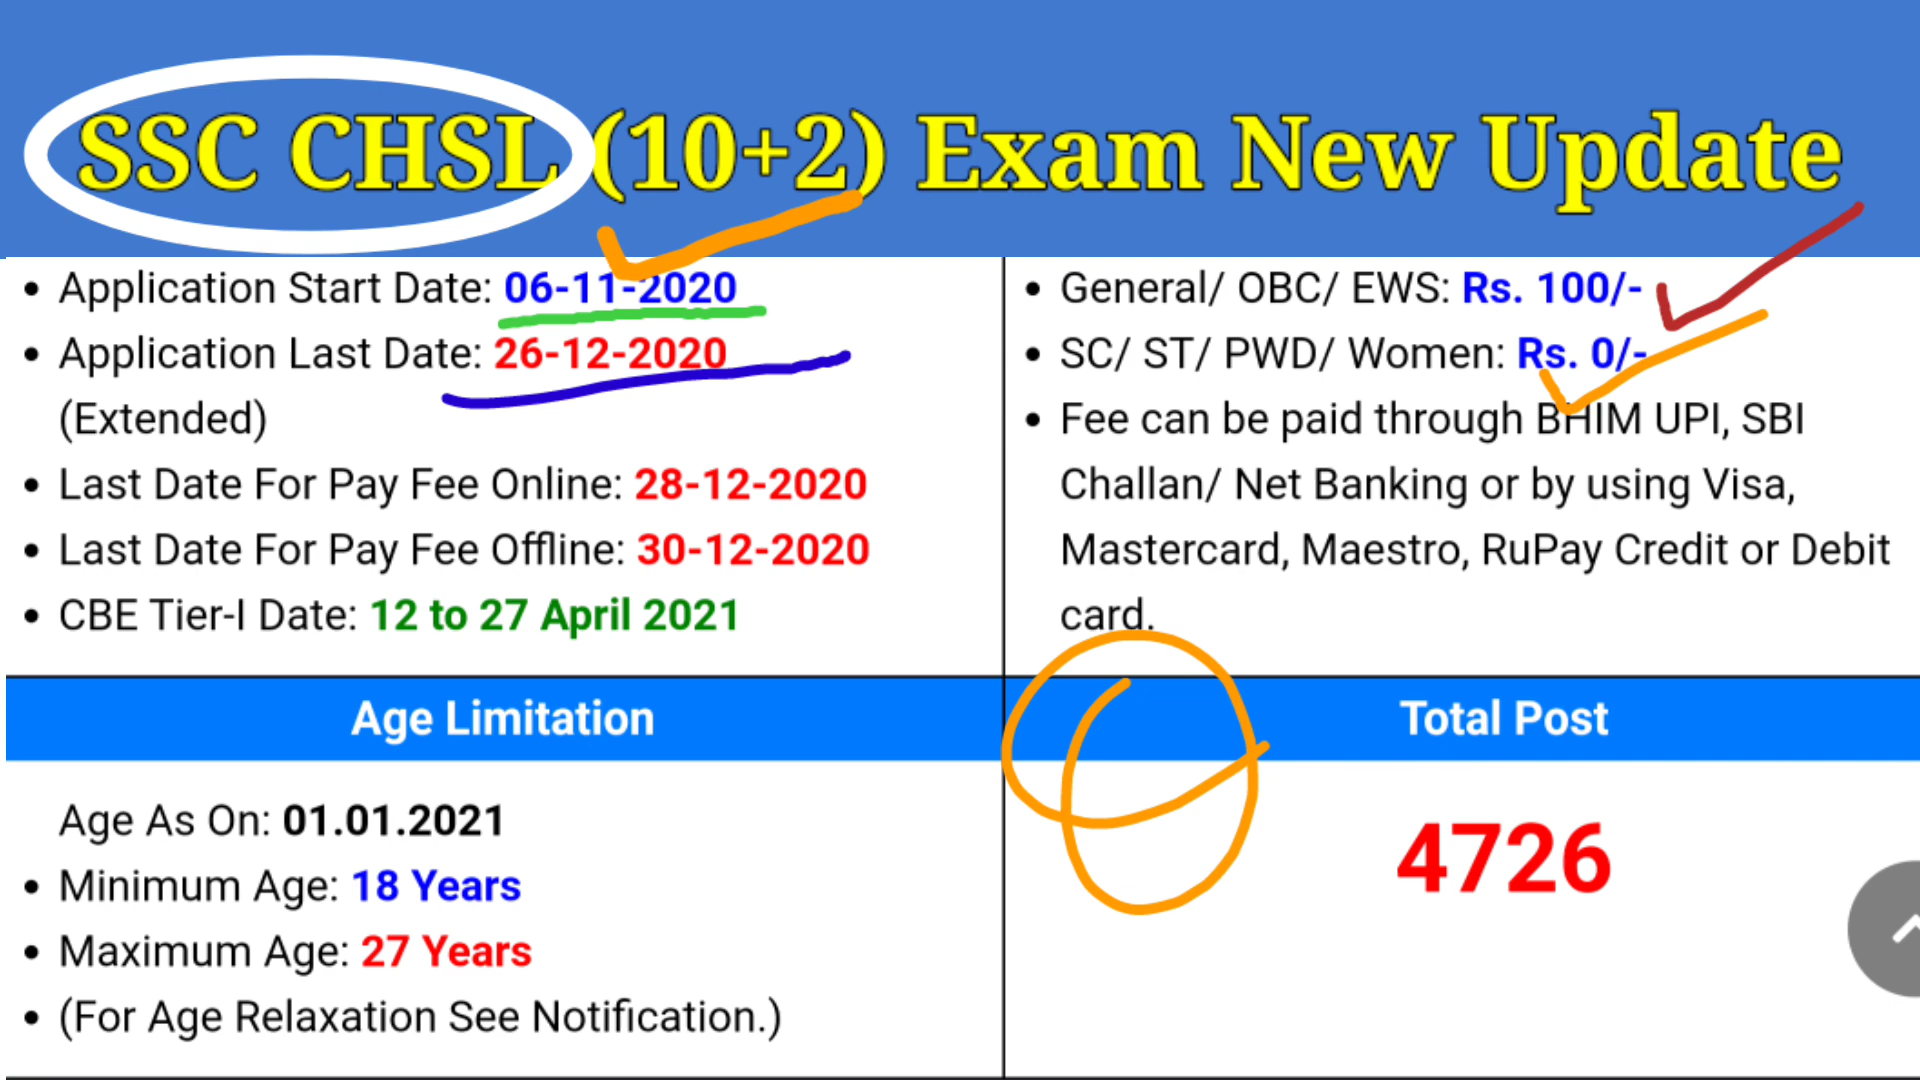 SSC CHSL (10+2) Exam New Update
Application Start Date: 06-11-2020
Application Last Date: 26-12-2020
(Extended)
Last Date For Pay Fee Online: 28-12-2020
Last Date For Pay Fee Offline: 30-12-2020
CBE Tier-I Date: 12 to 27 April 2021
General/ OBC/ EWS: Rs. 100/-
SC/ ST/ PWD/ Women: Rs. 0/-
Fee can be paid through BHIM UPI, SBI
Challan/ Net Banking or by using Visa,
Mastercard, Maestro, RuPay Credit or Debit
card.
Age Limitation
Age As On: 01.01.2021
Minimum Age: 18 Years
Maximum Age: 27 Years
(For Age Relaxation See Notification.)
Total Post
4726